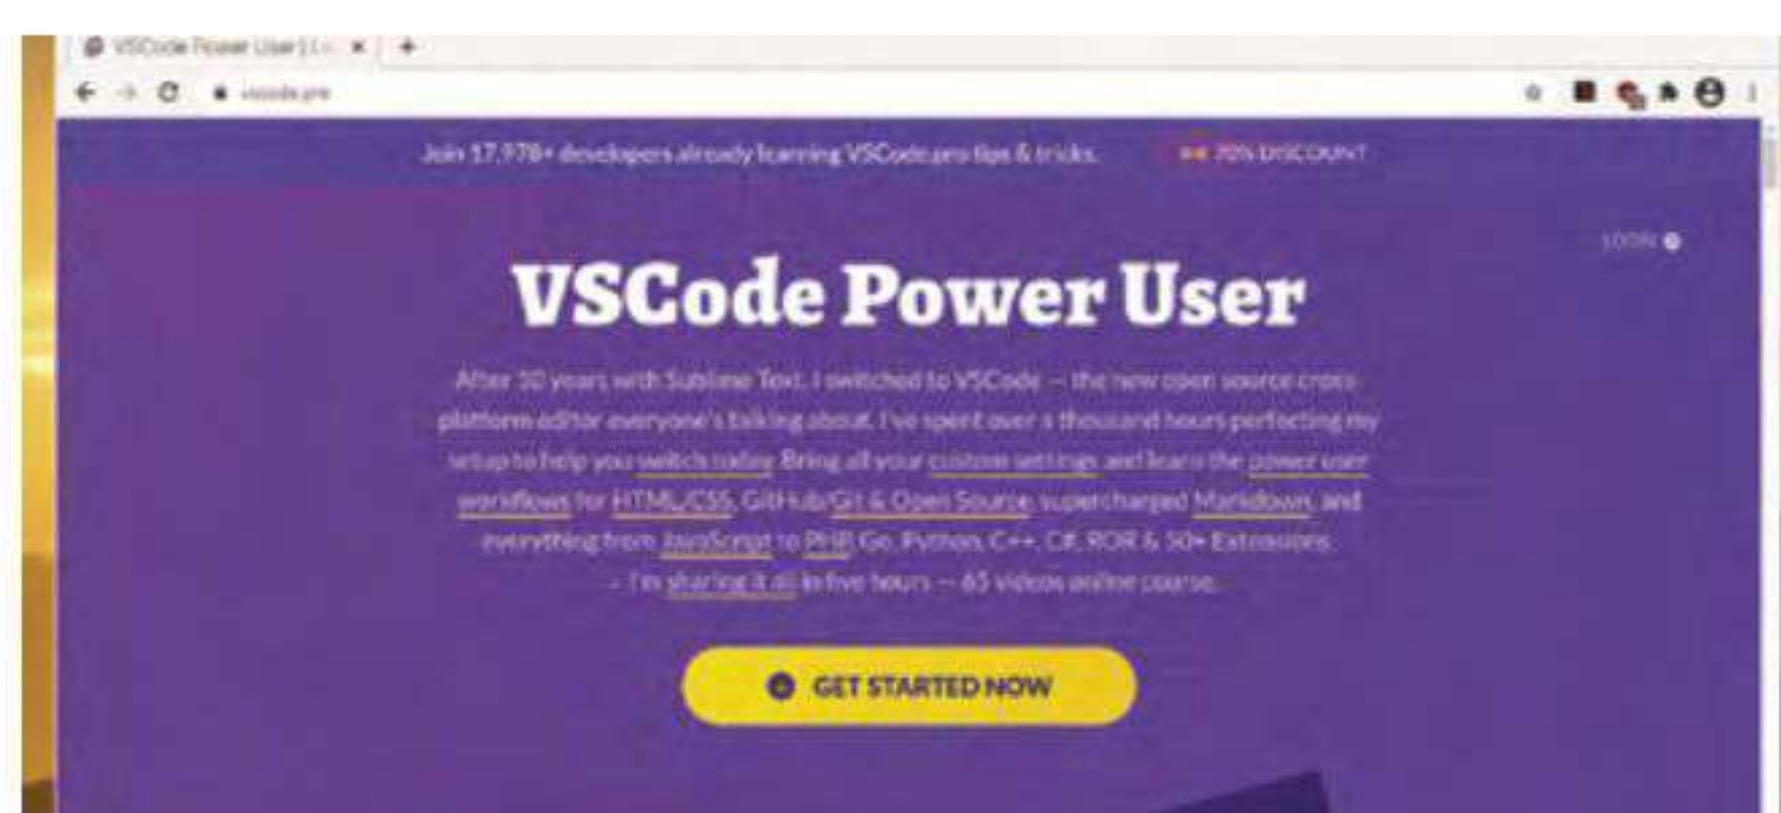 VSCode Power User
vscode.pro
Join 17,978+ developers already learning VSCode.pro tips & tricks.
70% DISCOUNT
LOGIN
VSCode Power User
After 10 years with Sublime Text, I switched to VSCode — the new open source cross-
platform editor everyone's talking about. I've spent over a thousand hours perfecting my
setup to help you switch today. Bring all your custom settings and learn the power user
workflows for HTML/CSS, GitHub/Git & Open Source, supercharged Markdown, and
everything from JavaScript to PHP, Go, Python, C++, C#, ROR & 50+ Extensions.
- I'm sharing it all in five hours — 65 videos online course.
GET STARTED NOW